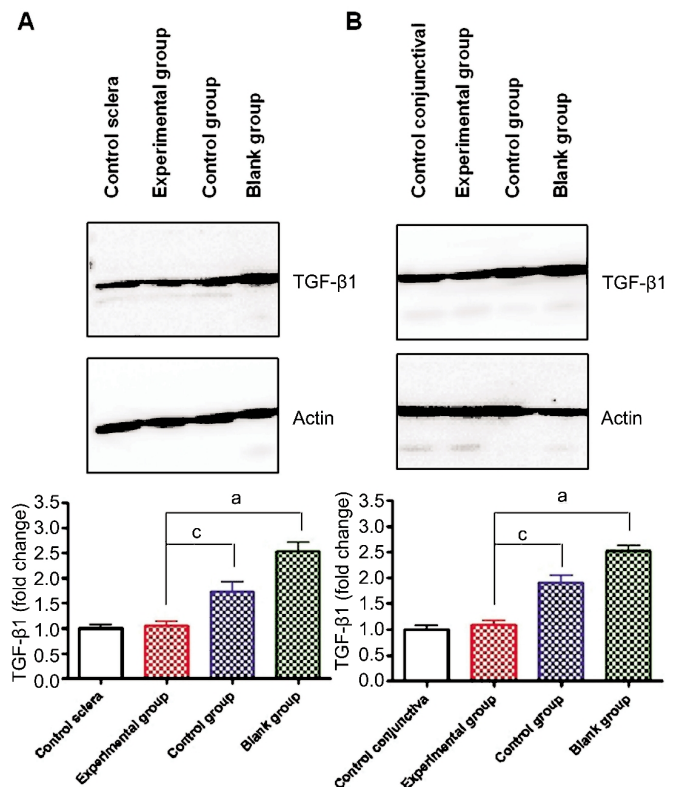 A
Control sclera
Experimental group
Control group
Blank group
TGF-β1
Actin
TGF-β1 (fold change)
3.5
3.0
2.5
2.0
1.5
1.0
0.5
0.0
a
c
Control sclera
Experimental group
Control group
Blank group
B
Control conjunctival
Experimental group
Control group
Blank group
TGF-β1
Actin
TGF-β1 (fold change)
3.5
3.0
2.5
2.0
1.5
1.0
0.5
0.0
a
c
Control conjunctiva
Experimental group
Control group
Blank group